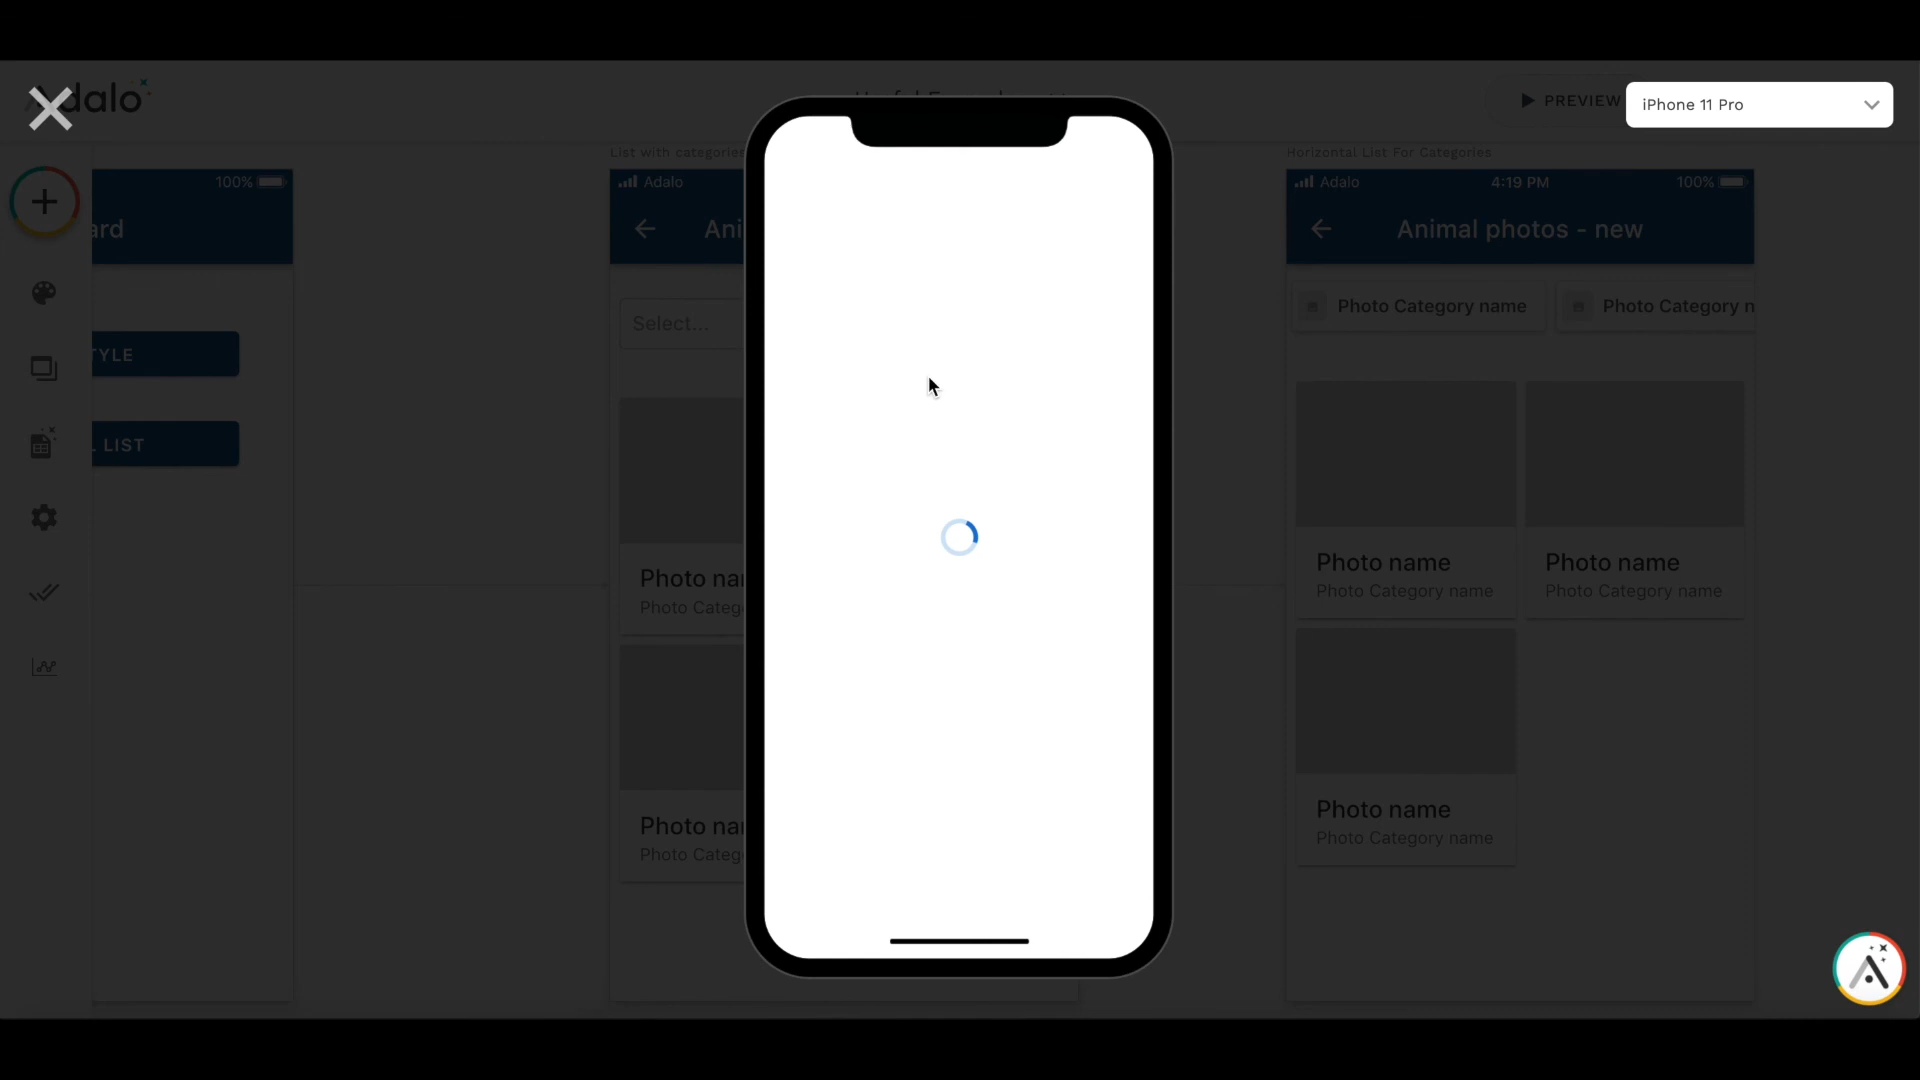 dalo
PREVIEW
iPhone 11 Pro
List with categories
Horizontal List For Categories
100%
Adalo
Adalo
4:19 PM
100%
ard
Ani
Animal photos - new
Select...
Photo Category name
Photo Category n
TYLE
L LIST
Photo nar
Photo Categ
Photo name
Photo Category name
Photo name
Photo Category name
Photo nar
Photo Categ
Photo name
Photo Category name